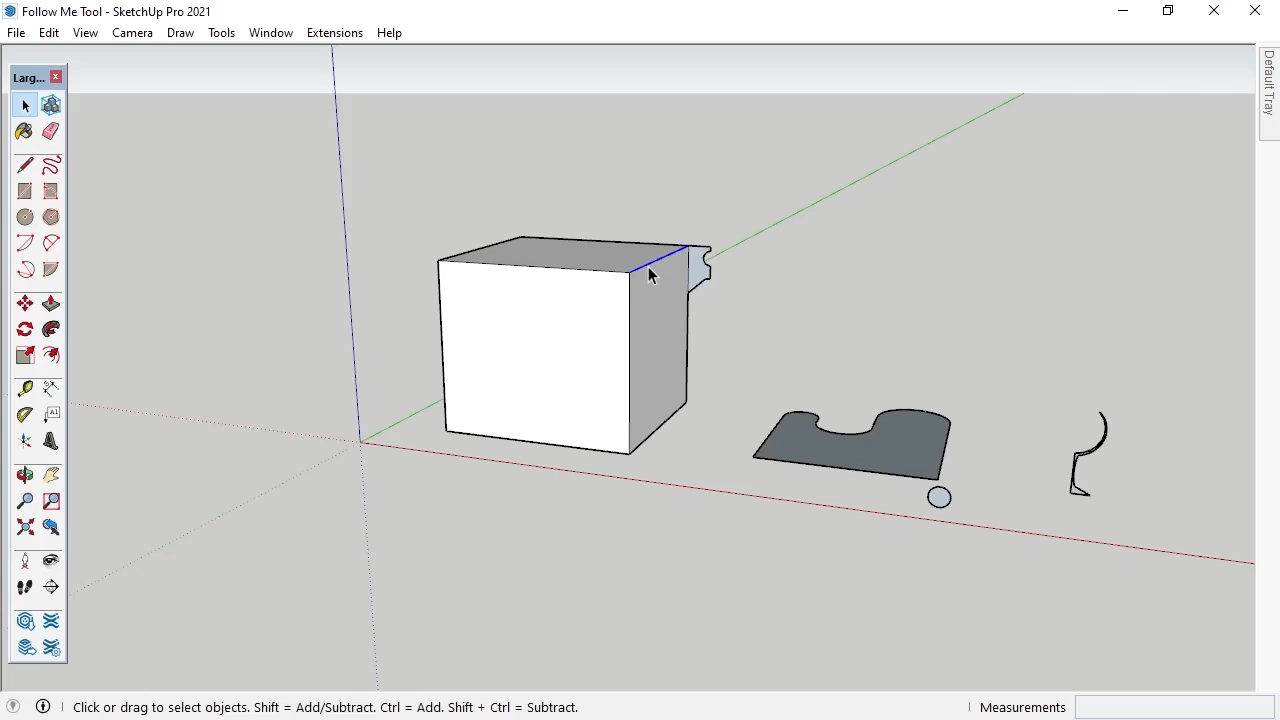 Follow Me Tool - SketchUp Pro 2021
File Edit View Camera Draw Tools Window Extensions Help
Larg...
Default Tray
A1
Click or drag to select objects. Shift = Add/Subtract. Ctrl = Add. Shift + Ctrl = Subtract.
Measurements